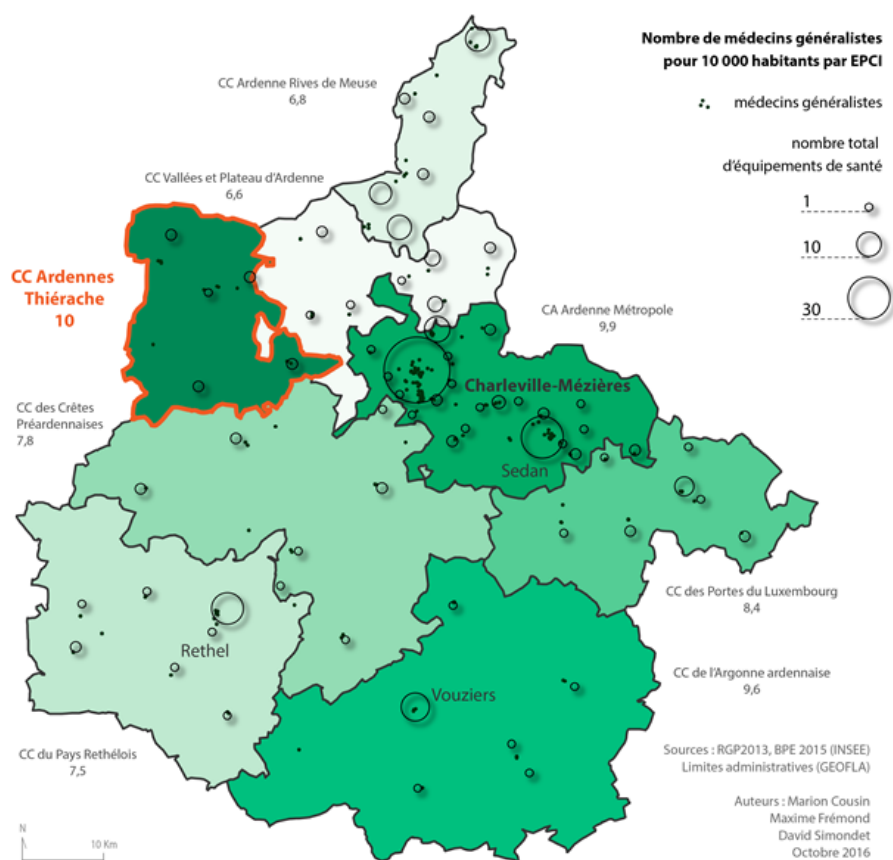 Nombre de médecins généralistes
pour 10 000 habitants par EPCI
médecins généralistes
nombre total
d'équipements de santé
1
10
30
CC Ardenne Rives de Meuse
6,8
CC Vallées et Plateau d'Ardenne
6,6
CC Ardennes
Thiérache
10
CA Ardenne Métropole
9,9
Charleville-Mézières
CC des Crêtes
Préardennaises
7,8
Sedan
CC des Portes du Luxembourg
8,4
Rethel
CC de l'Argonne ardennaise
9,6
Vouziers
CC du Pays Rethélois
7,5
Sources : RGP2013, BPE 2015 (INSEE)
Limites administratives (GEOFLA)
Auteurs : Marion Cousin
Maxime Frémond
David Simondet
Octobre 2016
N
10 Km